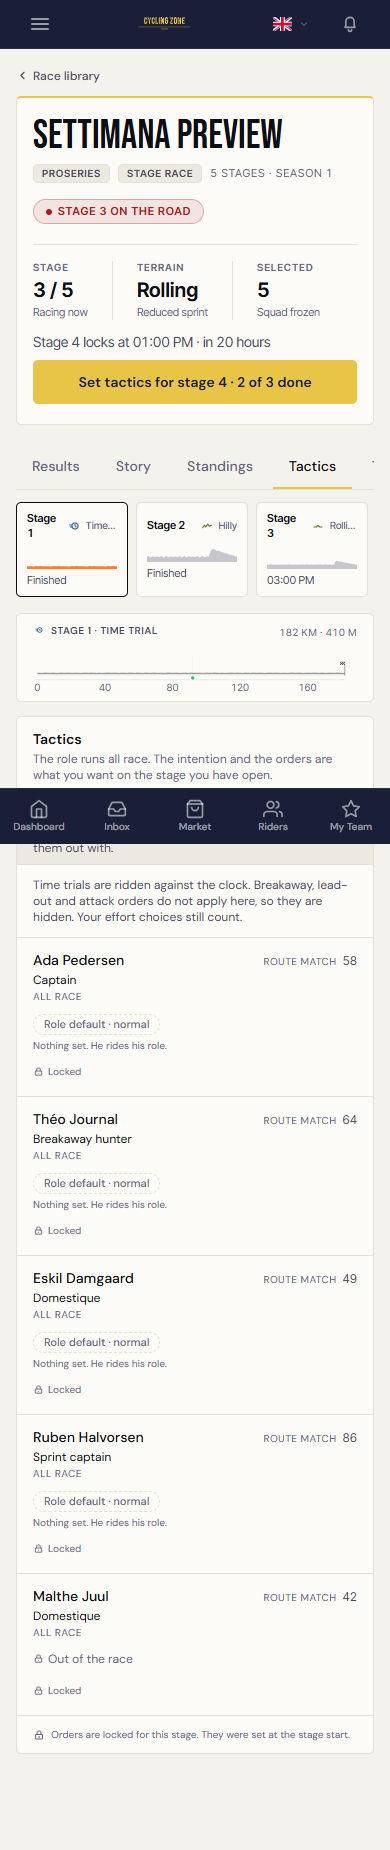 CYCLING ZONE
Race library
SETTIMANA PREVIEW
PROSERIES STAGE RACE 5 STAGES · SEASON 1
STAGE 3 ON THE ROAD
STAGE TERRAIN SELECTED
3 / 5 Rolling 5
Racing now Reduced sprint Squad frozen
Stage 4 locks at 01:00 PM · in 20 hours
Set tactics for stage 4 · 2 of 3 done
Results Story Standings Tactics
Stage 1 Time... Stage 2 Hilly Stage 3 Rolli...
Finished Finished 03:00 PM
STAGE 1 · TIME TRIAL 182 KM · 410 M
0 40 80 120 160
Tactics
The role runs all race. The intention and the orders are
what you want on the stage you have open.
Dashboard Inbox Market Riders My Team
them out with.
Time trials are ridden against the clock. Breakaway, lead-
out and attack orders do not apply here, so they are
hidden. Your effort choices still count.
Ada Pedersen ROUTE MATCH 58
Captain
ALL RACE
Role default · normal
Nothing set. He rides his role.
Locked
Théo Journal ROUTE MATCH 64
Breakaway hunter
ALL RACE
Role default · normal
Nothing set. He rides his role.
Locked
Eskil Damgaard ROUTE MATCH 49
Domestique
ALL RACE
Role default · normal
Nothing set. He rides his role.
Locked
Ruben Halvorsen ROUTE MATCH 86
Sprint captain
ALL RACE
Role default · normal
Nothing set. He rides his role.
Locked
Malthe Juul ROUTE MATCH 42
Domestique
ALL RACE
Out of the race
Locked
Orders are locked for this stage. They were set at the stage start.